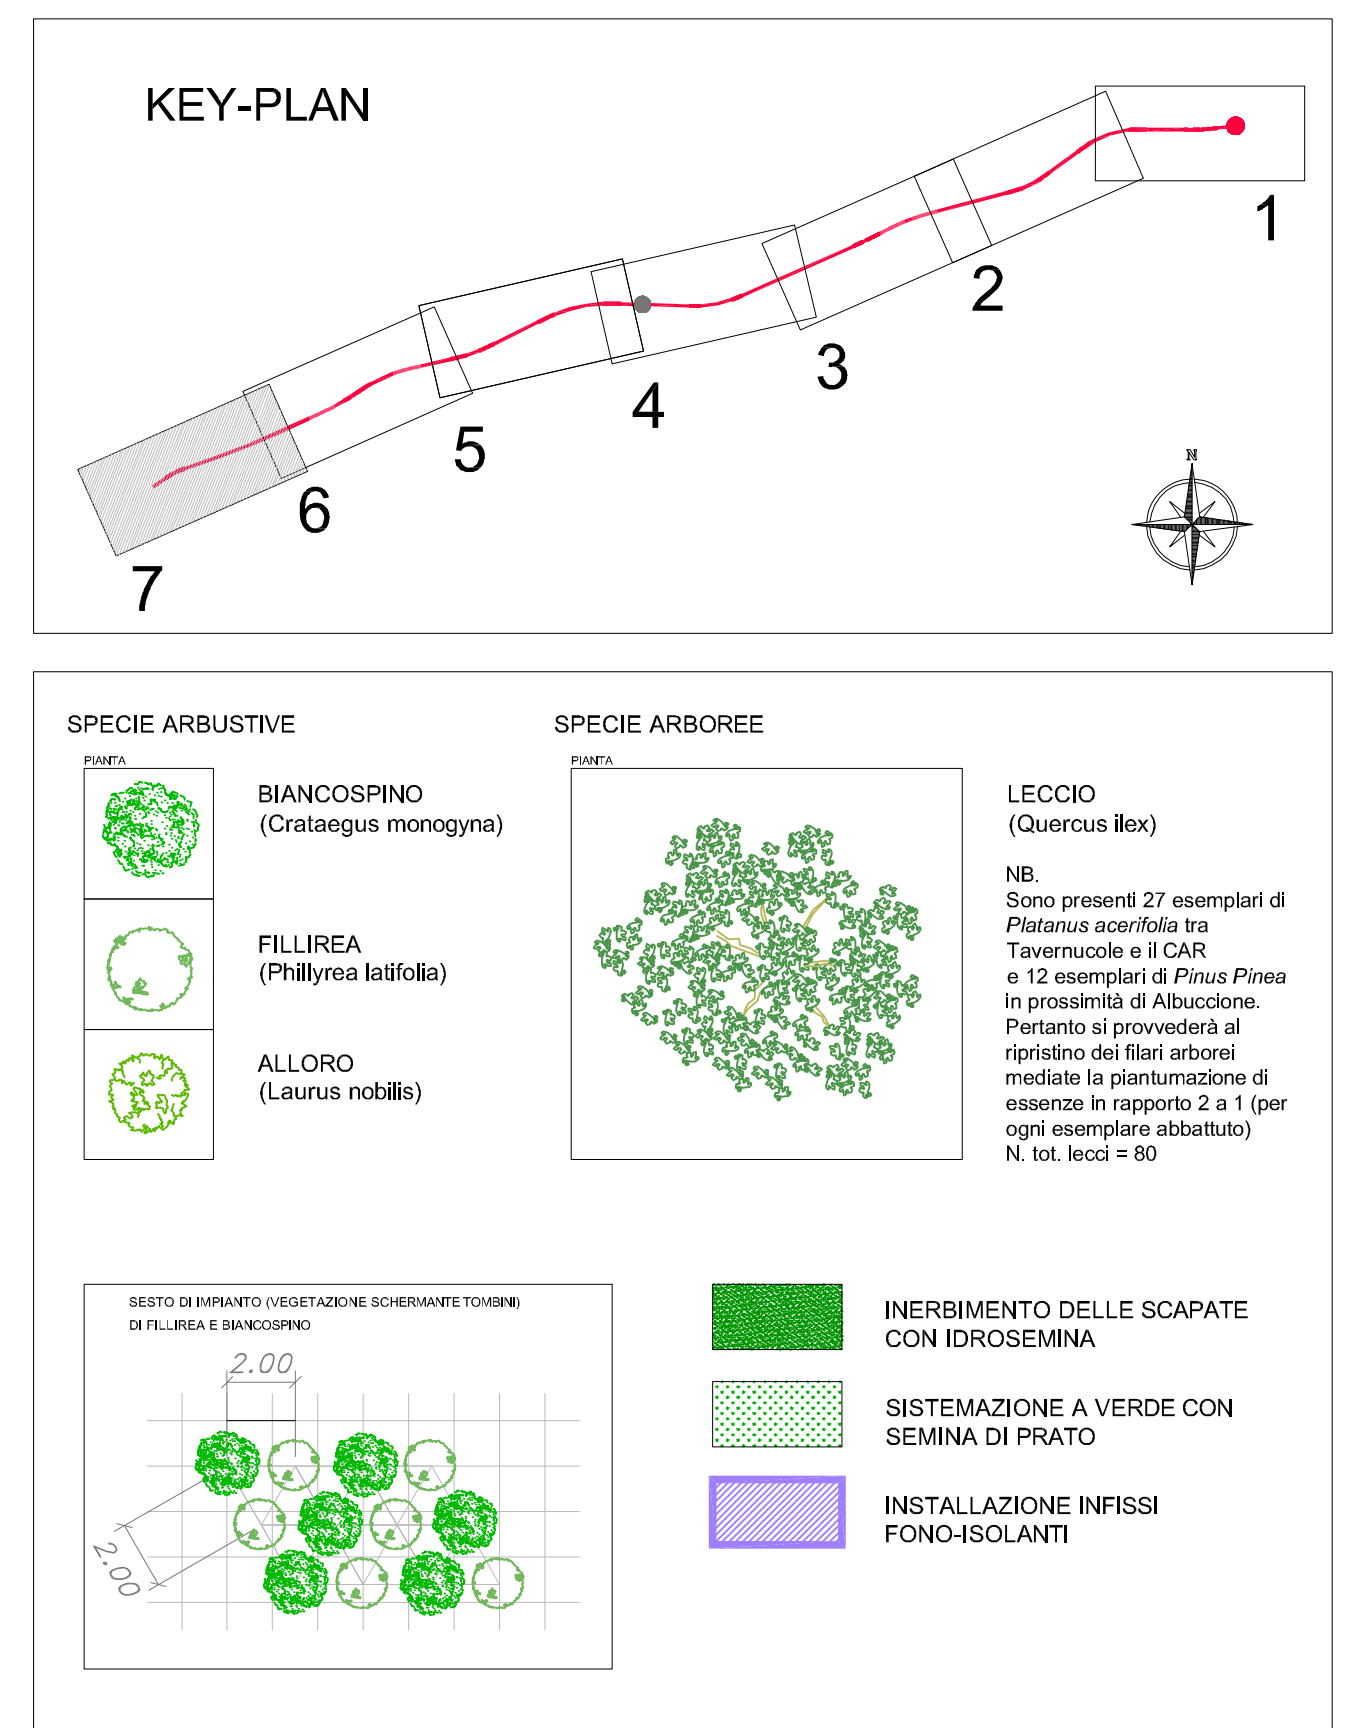 KEY-PLAN
1
2
3
4
5
6
7
N
SPECIE ARBUSTIVE
PIANTA
BIANCOSPINO
(Crataegus monogyna)
FILLIREA
(Phillyrea latifolia)
ALLORO
(Laurus nobilis)
SPECIE ARBOREE
PIANTA
LECCIO
(Quercus ilex)
NB.
Sono presenti 27 esemplari di
Platanus acerifolia tra
Tavernucole e il CAR
e 12 esemplari di Pinus Pinea
in prossimità di Albuccione.
Pertanto si provvederà al
ripristino dei filari arborei
mediate la piantumazione di
essenze in rapporto 2 a 1 (per
ogni esemplare abbattuto)
N. tot. lecci = 80
SESTO DI IMPIANTO (VEGETAZIONE SCHERMANTE TOMBINI)
DI FILLIREA E BIANCOSPINO
2.00
2.00
INERBIMENTO DELLE SCAPATE
CON IDROSEMINA
SISTEMAZIONE A VERDE CON
SEMINA DI PRATO
INSTALLAZIONE INFISSI
FONO-ISOLANTI